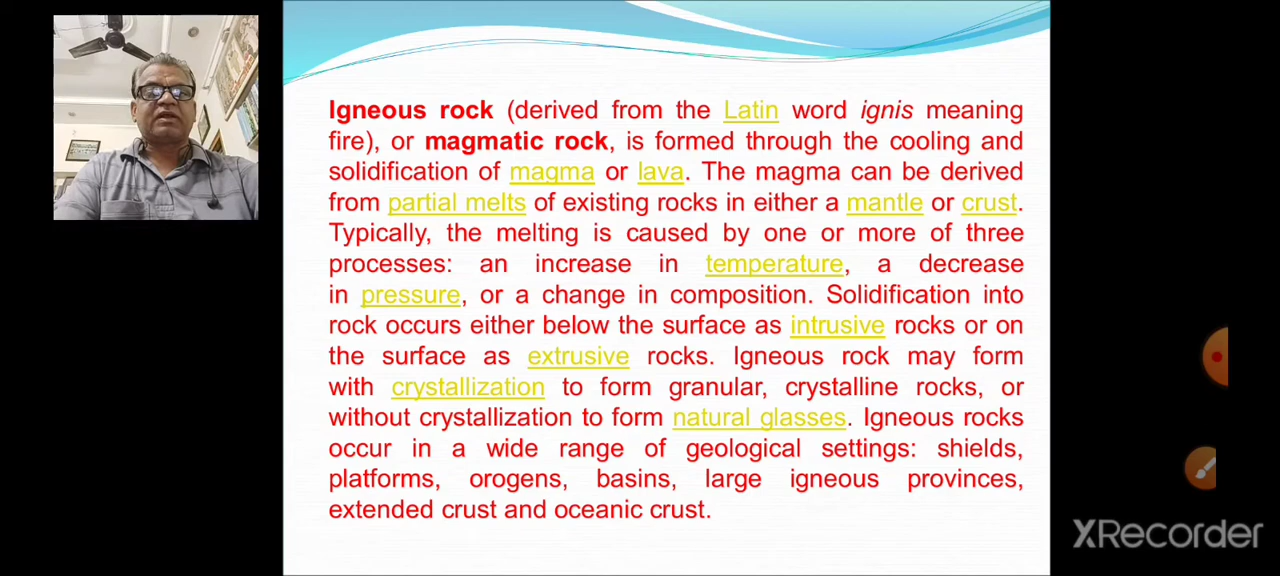 Igneous rock (derived from the Latin word ignis meaning
fire), or magmatic rock, is formed through the cooling and
solidification of magma or lava. The magma can be derived
from partial melts of existing rocks in either a mantle or crust.
Typically, the melting is caused by one or more of three
processes: an increase in temperature, a decrease
in pressure, or a change in composition. Solidification into
rock occurs either below the surface as intrusive rocks or on
the surface as extrusive rocks. Igneous rock may form
with crystallization to form granular, crystalline rocks, or
without crystallization to form natural glasses. Igneous rocks
occur in a wide range of geological settings: shields,
platforms, orogens, basins, large igneous provinces,
extended crust and oceanic crust.
XRecorder